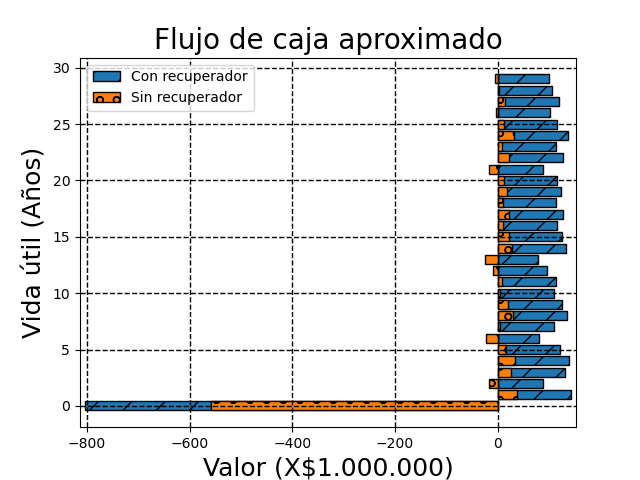 Flujo de caja aproximado
Con recuperador
Sin recuperador
Vida útil (Años)
30
25
20
15
10
5
0
−800
−600
−400
−200
0
Valor (X$1.000.000)